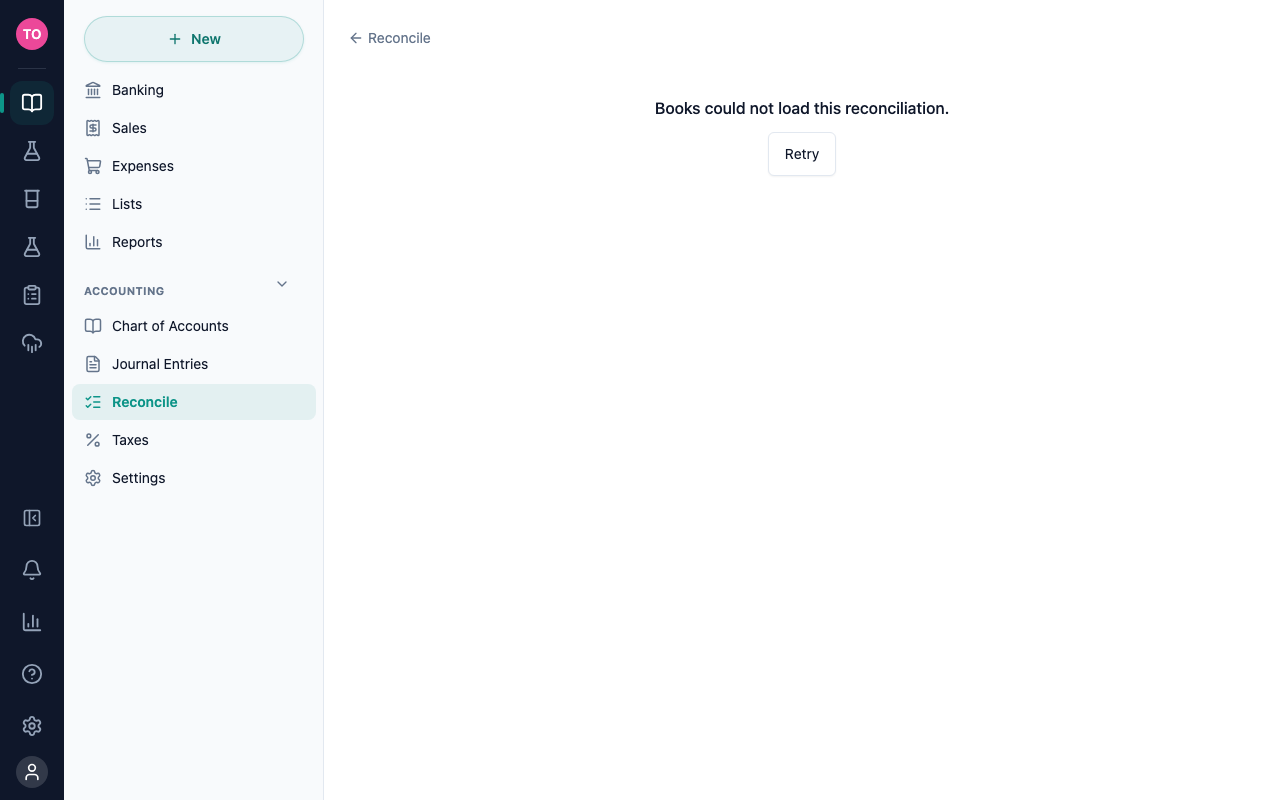 TO
New
Banking
Sales
Expenses
Lists
Reports
ACCOUNTING
Chart of Accounts
Journal Entries
Reconcile
Taxes
Settings
Reconcile
Books could not load this reconciliation.
Retry